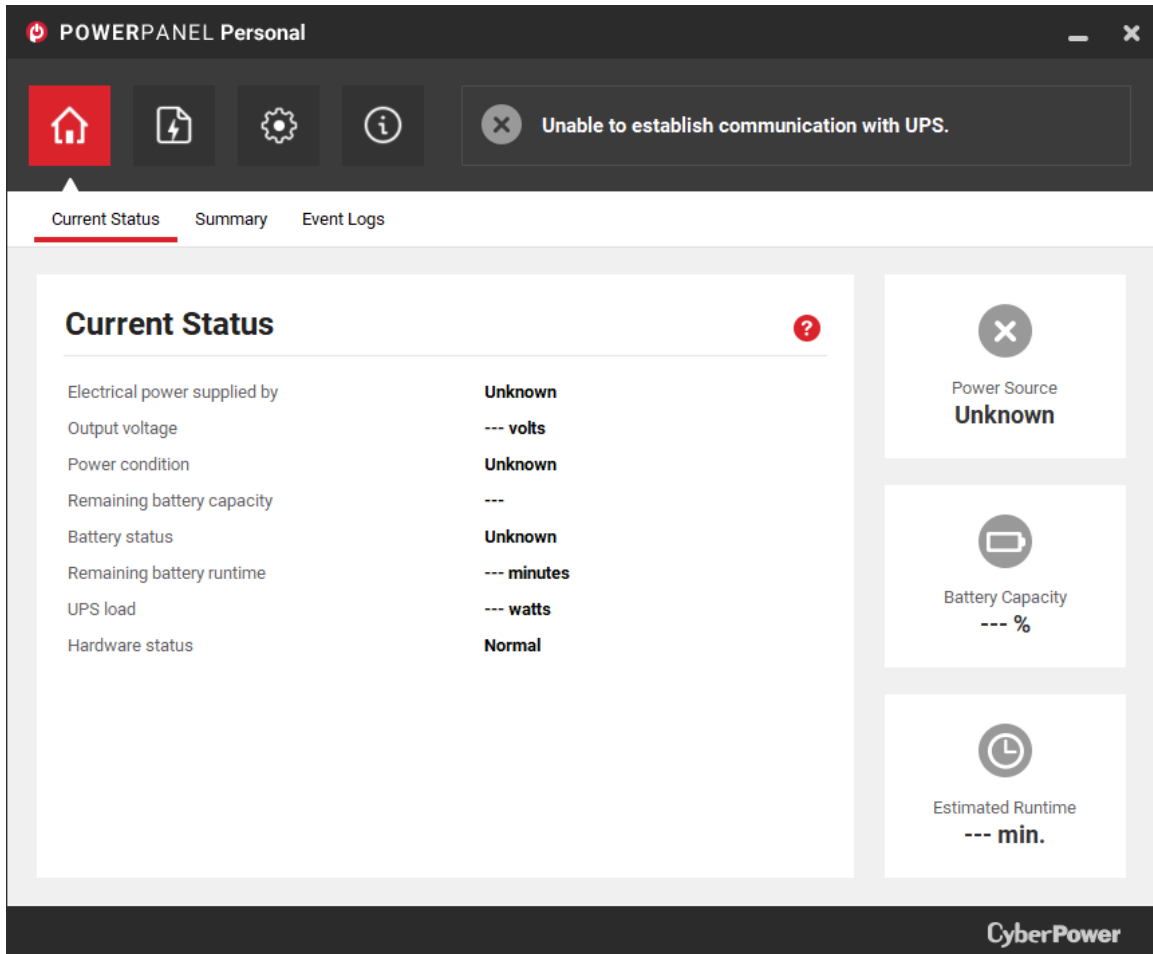 POWERPANEL Personal
Unable to establish communication with UPS.
Current Status Summary Event Logs
Current Status
Electrical power supplied by Unknown
Output voltage --- volts
Power condition Unknown
Remaining battery capacity ---
Battery status Unknown
Remaining battery runtime --- minutes
UPS load --- watts
Hardware status Normal
Power Source
Unknown
Battery Capacity
--- %
Estimated Runtime
--- min.
CyberPower